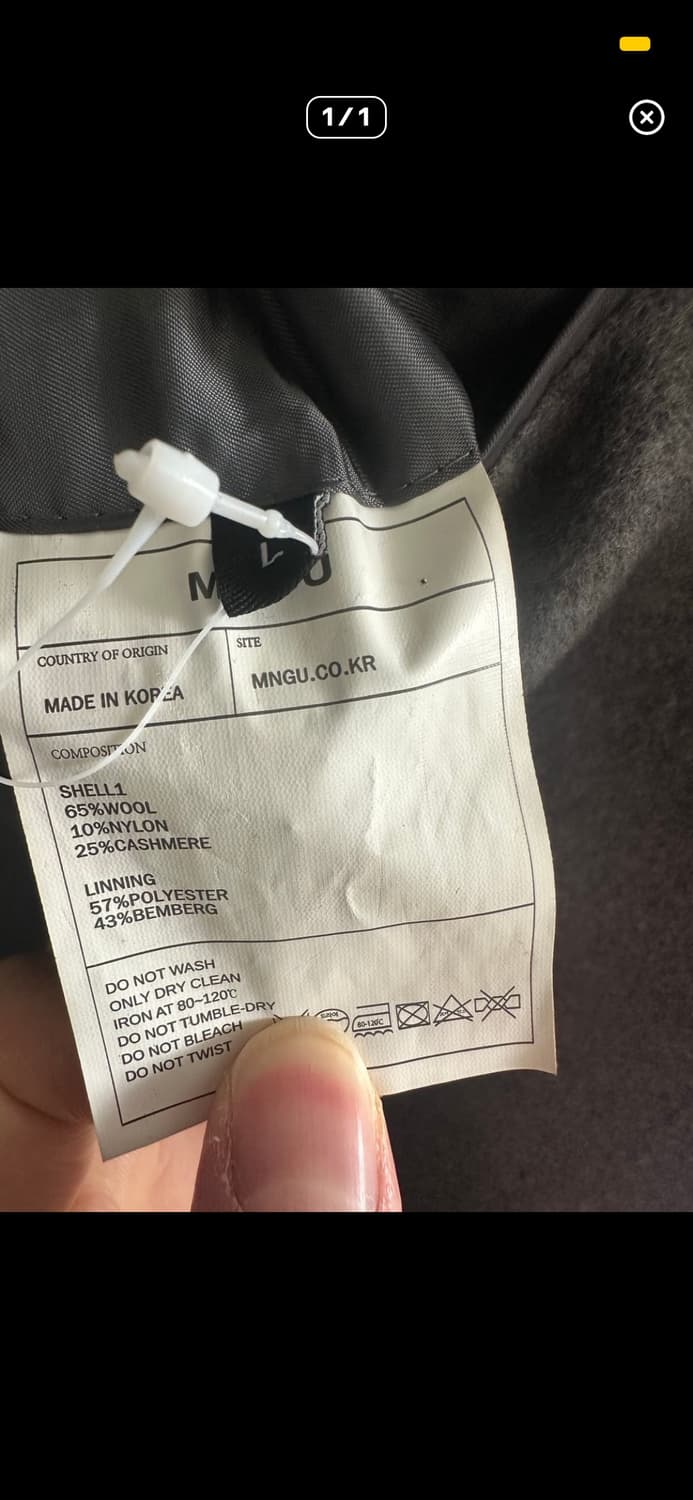 1/1
COUNTRY OF ORIGIN
SITE
MADE IN KOREA
MNGU.CO.KR
COMPOSITION
SHELL1
65%WOOL
10%NYLON
25%CASHMERE
LINNING
57%POLYESTER
43%BEMBERG
DO NOT WASH
ONLY DRY CLEAN
IRON AT 80~120℃
DO NOT TUMBLE-DRY
DO NOT BLEACH
DO NOT TWIST
80-120℃